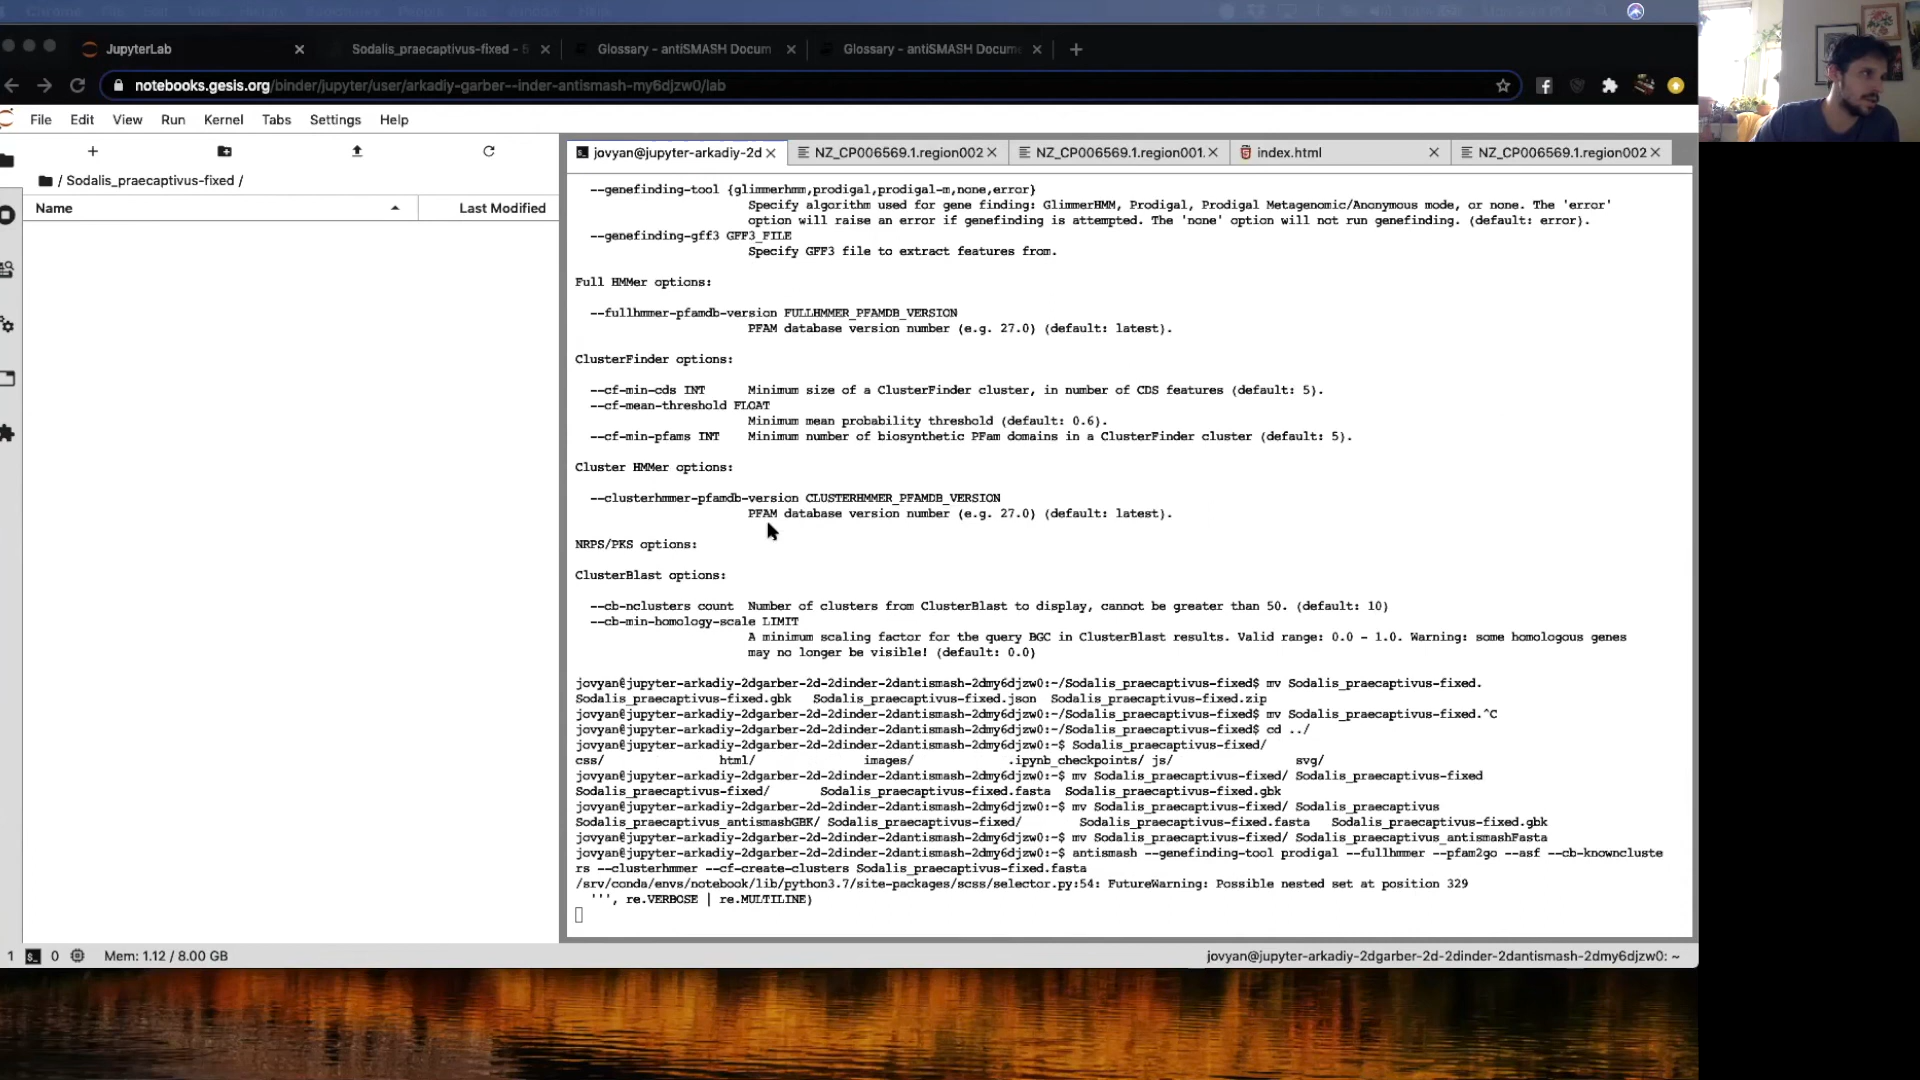 JupyterLab
Sodalis_praecaptivus-fixed - 5
Glossary - antiSMASH Docum
Glossary - antiSMASH Docum
notebooks.gesis.org/binder/jupyter/user/arkadiy-garber--inder-antismash-my6djzw0/lab
File Edit View Run Kernel Tabs Settings Help
/ Sodalis_praecaptivus-fixed /
Name Last Modified
jovyan@jupyter-arkadiy-2d
NZ_CP006569.1.region002
NZ_CP006569.1.region001.
index.html
NZ_CP006569.1.region002
--genefinding-tool {glimmerhmm,prodigal,prodigal-m,none,error}
Specify algorithm used for gene finding: GlimmerHMM, Prodigal, Prodigal Metagenomic/Anonymous mode, or none. The 'error'
option will raise an error if genefinding is attempted. The 'none' option will not run genefinding. (default: error).
--genefinding-gff3 GFF3_FILE
Specify GFF3 file to extract features from.
Full HMMer options:
--fullhmmer-pfamdb-version FULLHMMER_PFAMDB_VERSION
PFAM database version number (e.g. 27.0) (default: latest).
ClusterFinder options:
--cf-min-cds INT Minimum size of a ClusterFinder cluster, in number of CDS features (default: 5).
--cf-mean-threshold FLOAT
Minimum mean probability threshold (default: 0.6).
--cf-min-pfams INT Minimum number of biosynthetic PFam domains in a ClusterFinder cluster (default: 5).
Cluster HMMer options:
--clusterhmmer-pfamdb-version CLUSTERHMMER_PFAMDB_VERSION
PFAM database version number (e.g. 27.0) (default: latest).
NRPS/PKS options:
ClusterBlast options:
--cb-nclusters count Number of clusters from ClusterBlast to display, cannot be greater than 50. (default: 10)
--cb-min-homology-scale LIMIT
A minimum scaling factor for the query BGC in ClusterBlast results. Valid range: 0.0 - 1.0. Warning: some homologous genes
may no longer be visible! (default: 0.0)
jovyan@jupyter-arkadiy-2dgarber-2d-2dinder-2dantismash-2dmy6djzw0:~/Sodalis_praecaptivus-fixed$ mv Sodalis_praecaptivus-fixed.
Sodalis_praecaptivus-fixed.gbk Sodalis_praecaptivus-fixed.json Sodalis_praecaptivus-fixed.zip
jovyan@jupyter-arkadiy-2dgarber-2d-2dinder-2dantismash-2dmy6djzw0:~/Sodalis_praecaptivus-fixed$ mv Sodalis_praecaptivus-fixed.^C
jovyan@jupyter-arkadiy-2dgarber-2d-2dinder-2dantismash-2dmy6djzw0:~/Sodalis_praecaptivus-fixed$ cd ../
jovyan@jupyter-arkadiy-2dgarber-2d-2dinder-2dantismash-2dmy6djzw0:~$ Sodalis_praecaptivus-fixed/
css/ html/ images/ .ipynb_checkpoints/ js/ svg/
jovyan@jupyter-arkadiy-2dgarber-2d-2dinder-2dantismash-2dmy6djzw0:~$ mv Sodalis_praecaptivus-fixed/ Sodalis_praecaptivus-fixed
Sodalis_praecaptivus-fixed/ Sodalis_praecaptivus-fixed.fasta Sodalis_praecaptivus-fixed.gbk
jovyan@jupyter-arkadiy-2dgarber-2d-2dinder-2dantismash-2dmy6djzw0:~$ mv Sodalis_praecaptivus-fixed/ Sodalis_praecaptivus
Sodalis_praecaptivus_antismashGBK/ Sodalis_praecaptivus-fixed/ Sodalis_praecaptivus-fixed.fasta Sodalis_praecaptivus-fixed.gbk
jovyan@jupyter-arkadiy-2dgarber-2d-2dinder-2dantismash-2dmy6djzw0:~$ mv Sodalis_praecaptivus-fixed/ Sodalis_praecaptivus_antismashFasta
jovyan@jupyter-arkadiy-2dgarber-2d-2dinder-2dantismash-2dmy6djzw0:~$ antismash --genefinding-tool prodigal --fullhmmer --pfam2go --asf --cb-knowncluste
rs --clusterhmmer --cf-create-clusters Sodalis_praecaptivus-fixed.fasta
/srv/conda/envs/notebook/lib/python3.7/site-packages/scss/selector.py:54: FutureWarning: Possible nested set at position 329
''', re.VERBOSE | re.MULTILINE)
1 0 Mem: 1.12 / 8.00 GB
jovyan@jupyter-arkadiy-2dgarber-2d-2dinder-2dantismash-2dmy6djzw0: ~